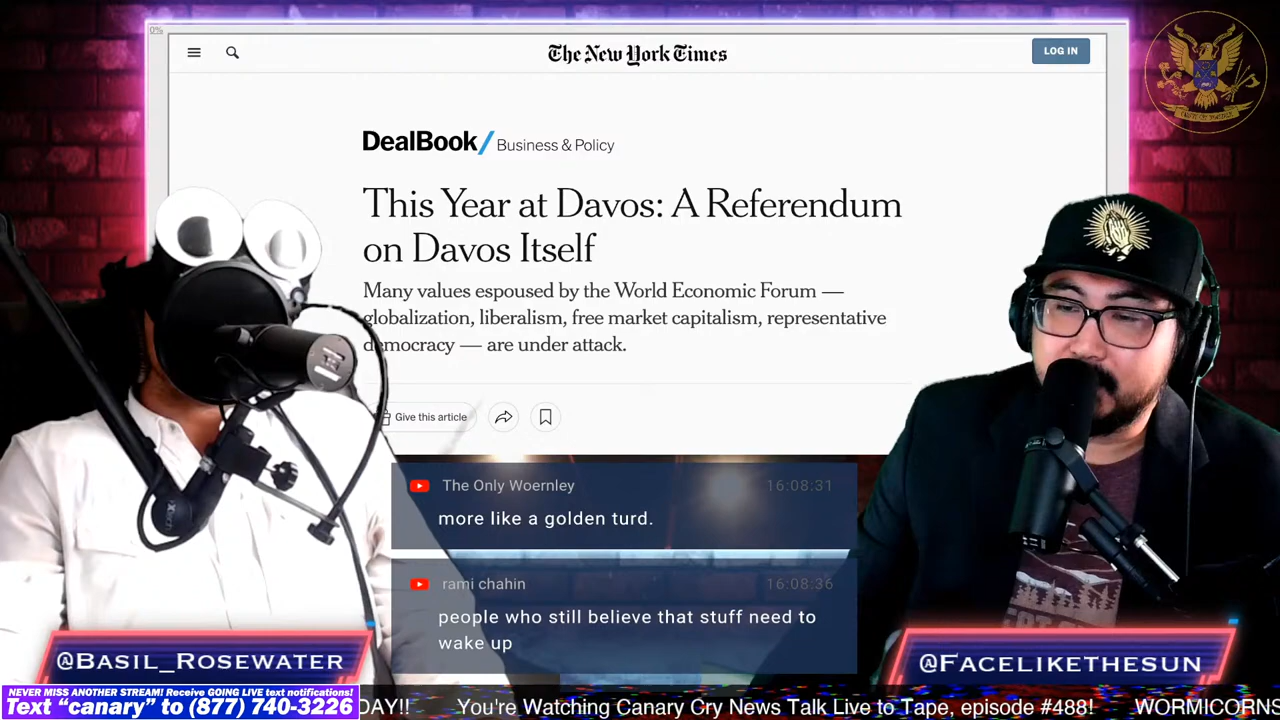 0%
The New York Times
LOG IN
DealBook / Business & Policy
This Year at Davos: A Referendum
on Davos Itself
Many values espoused by the World Economic Forum —
globalization, liberalism, free market capitalism, representative
democracy — are under attack.
Give this article
The Only Woernley 16:08:31
more like a golden turd.
rami chahin 16:08:36
people who still believe that stuff need to
wake up
@BASIL_ROSEWATER
@FACELIKETHESUN
NEVER MISS ANOTHER STREAM! Receive GOING LIVE text notifications!
Text “canary” to (877) 740-3226
DAY!! You're Watching Canary Cry News Talk Live to Tape, episode #488! WORMICORNS